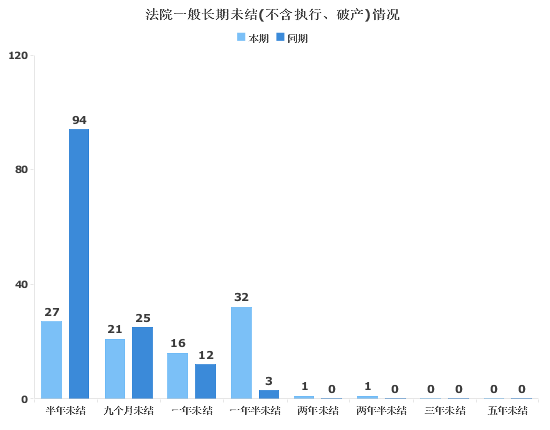 法院一般长期未结(不含执行、破产)情况
本期 同期
120
80
40
0
27 94 21 25 16 12 32 3 1 0 1 0 0 0 0 0
半年未结 九个月未结 一年未结 一年半未结 两年未结 两年半未结 三年未结 五年未结